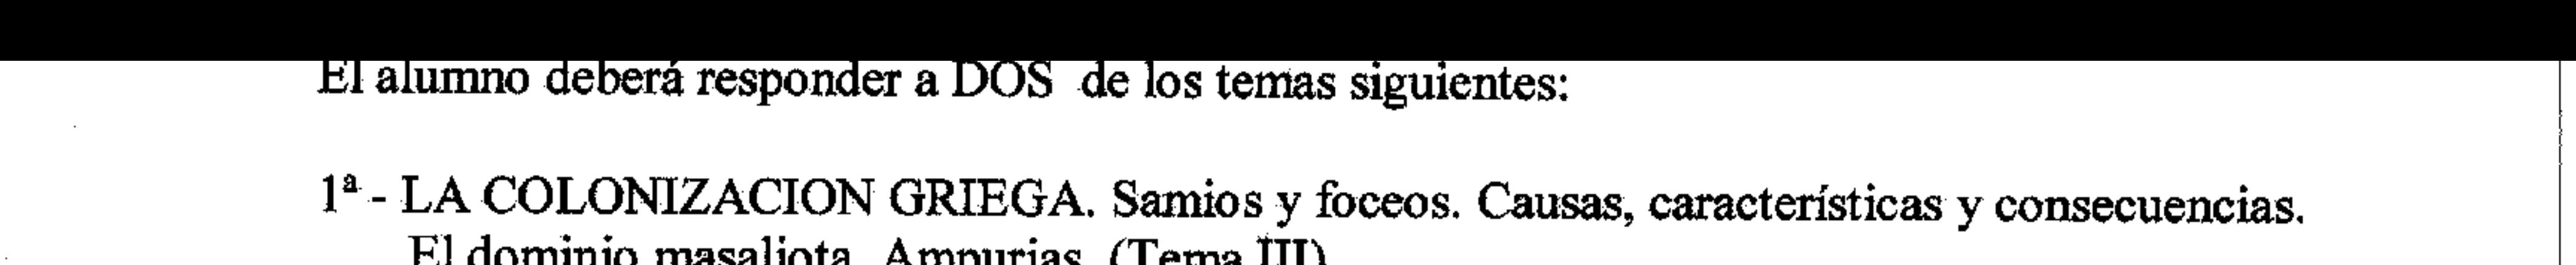 El alumno deberá responder a DOS de los temas siguientes:
1ª - LA COLONIZACION GRIEGA. Samios y foceos. Causas, características y consecuencias.
El dominio masaliota. Ampurias. (Tema III)